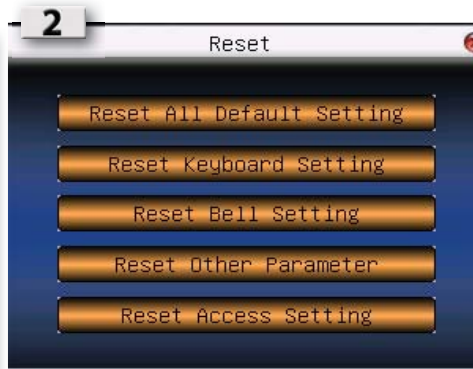 2
Reset
Reset All Default Setting
Reset Keyboard Setting
Reset Bell Setting
Reset Other Parameter
Reset Access Setting